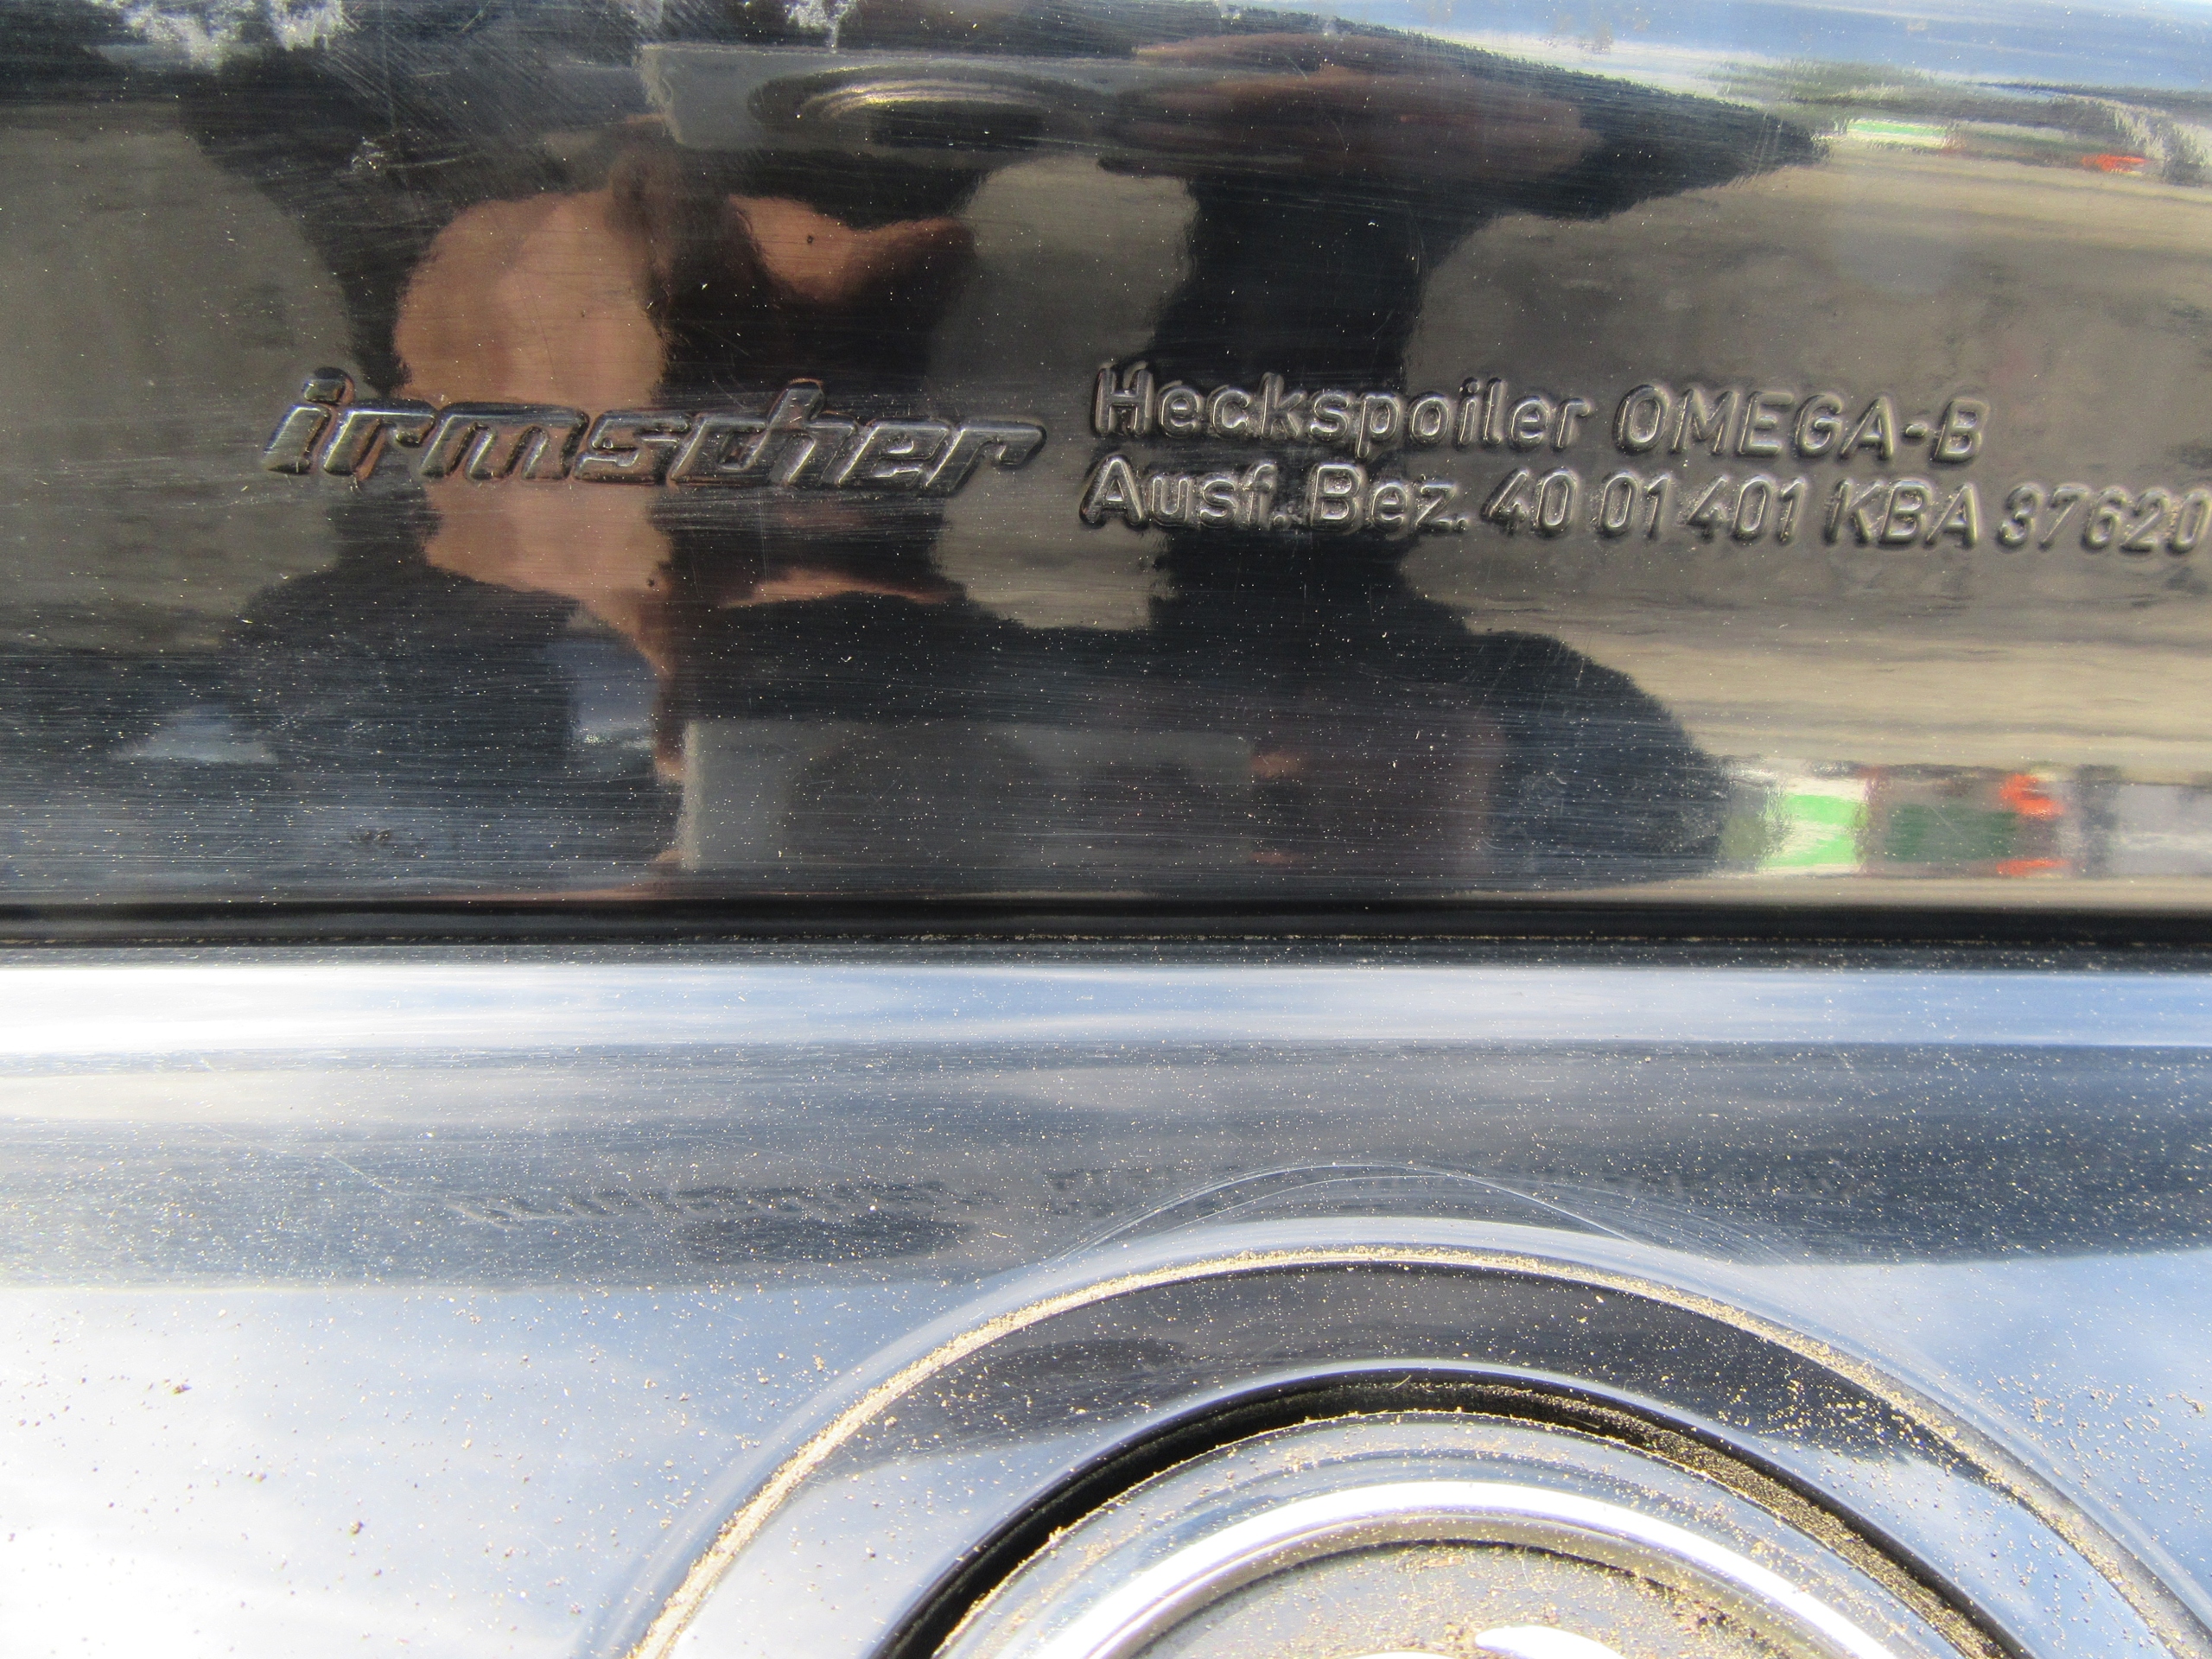 irmscher
Heckspoiler OMEGA-B
Ausf. Bez. 40 01 401 KBA 37620